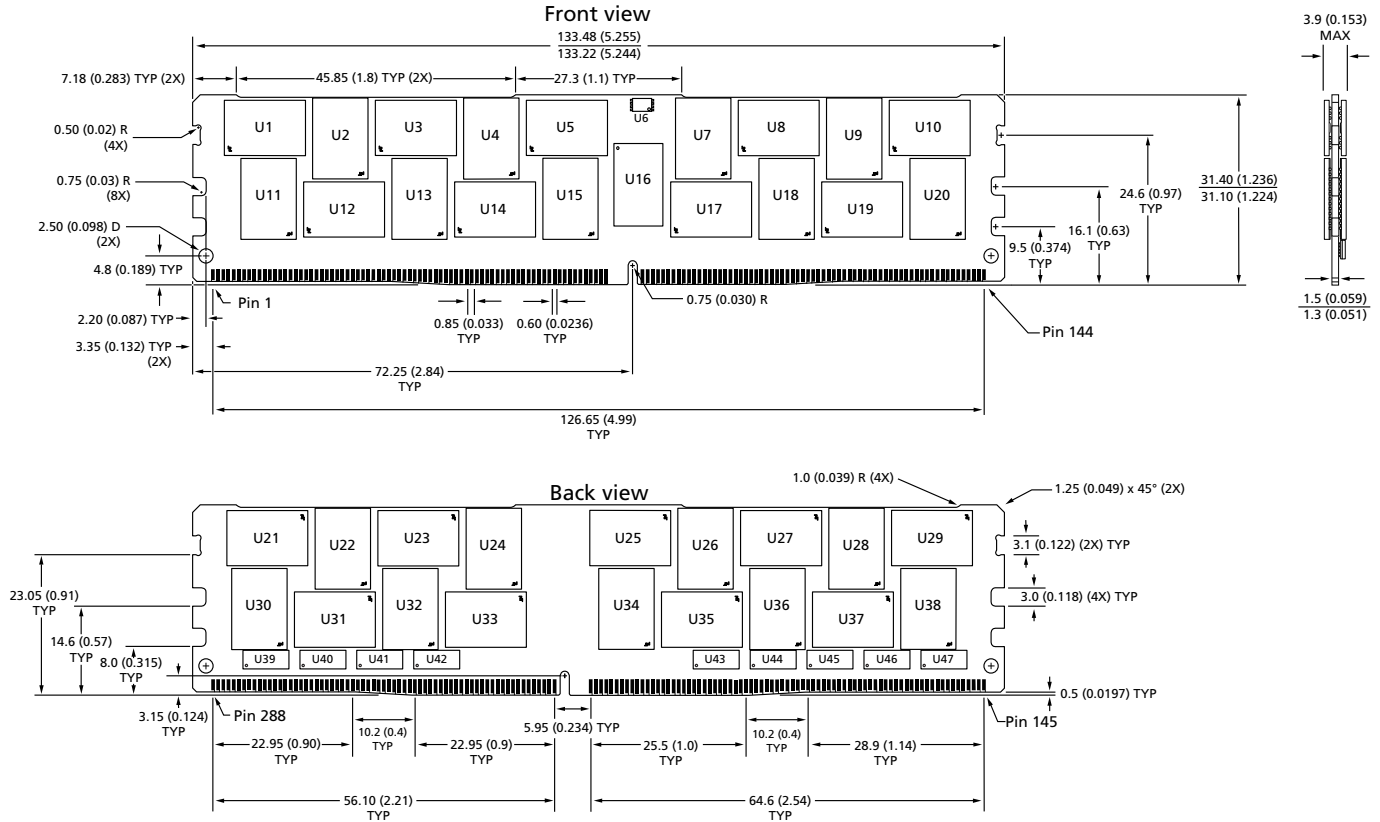 Front view
133.48 (5.255)
133.22 (5.244)
3.9 (0.153)
MAX
7.18 (0.283) TYP (2X)
45.85 (1.8) TYP (2X)
27.3 (1.1) TYP
0.50 (0.02) R
(4X)
0.75 (0.03) R
(8X)
2.50 (0.098) D
(2X)
4.8 (0.189) TYP
U1
U2
U3
U4
U5
U6
U7
U8
U9
U10
U11
U12
U13
U14
U15
U16
U17
U18
U19
U20
24.6 (0.97)
TYP
31.40 (1.236)
31.10 (1.224)
16.1 (0.63)
TYP
9.5 (0.374)
TYP
Pin 1
2.20 (0.087) TYP
3.35 (0.132) TYP
(2X)
0.85 (0.033)
TYP
0.60 (0.0236)
TYP
0.75 (0.030) R
Pin 144
1.5 (0.059)
1.3 (0.051)
72.25 (2.84)
TYP
126.65 (4.99)
TYP
Back view
1.0 (0.039) R (4X)
1.25 (0.049) x 45° (2X)
U21
U22
U23
U24
U25
U26
U27
U28
U29
3.1 (0.122) (2X) TYP
23.05 (0.91)
TYP
3.0 (0.118) (4X) TYP
U30
U31
U32
U33
U34
U35
U36
U37
U38
14.6 (0.57)
TYP
8.0 (0.315)
TYP
U39
U40
U41
U42
U43
U44
U45
U46
U47
0.5 (0.0197) TYP
3.15 (0.124)
TYP
Pin 288
5.95 (0.234) TYP
Pin 145
22.95 (0.90)
TYP
10.2 (0.4)
TYP
22.95 (0.9)
TYP
25.5 (1.0)
TYP
10.2 (0.4)
TYP
28.9 (1.14)
TYP
56.10 (2.21)
TYP
64.6 (2.54)
TYP